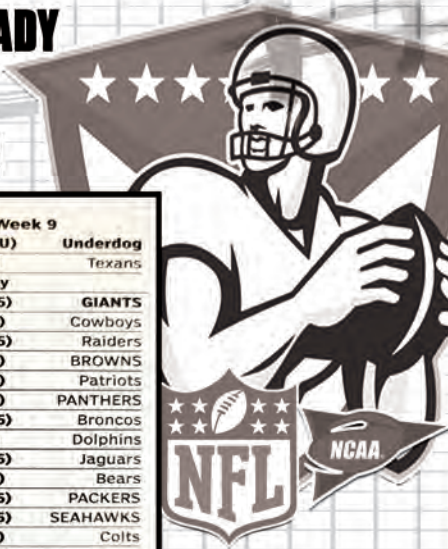 ADY
Week 9
U) Underdog
Texans
y
5) GIANTS
) Cowboys
5) Raiders
) BROWNS
) Patriots
) PANTHERS
5) Broncos
Dolphins
5) Jaguars
) Bears
5) PACKERS
5) SEAHAWKS
) Colts
NFL
NCAA